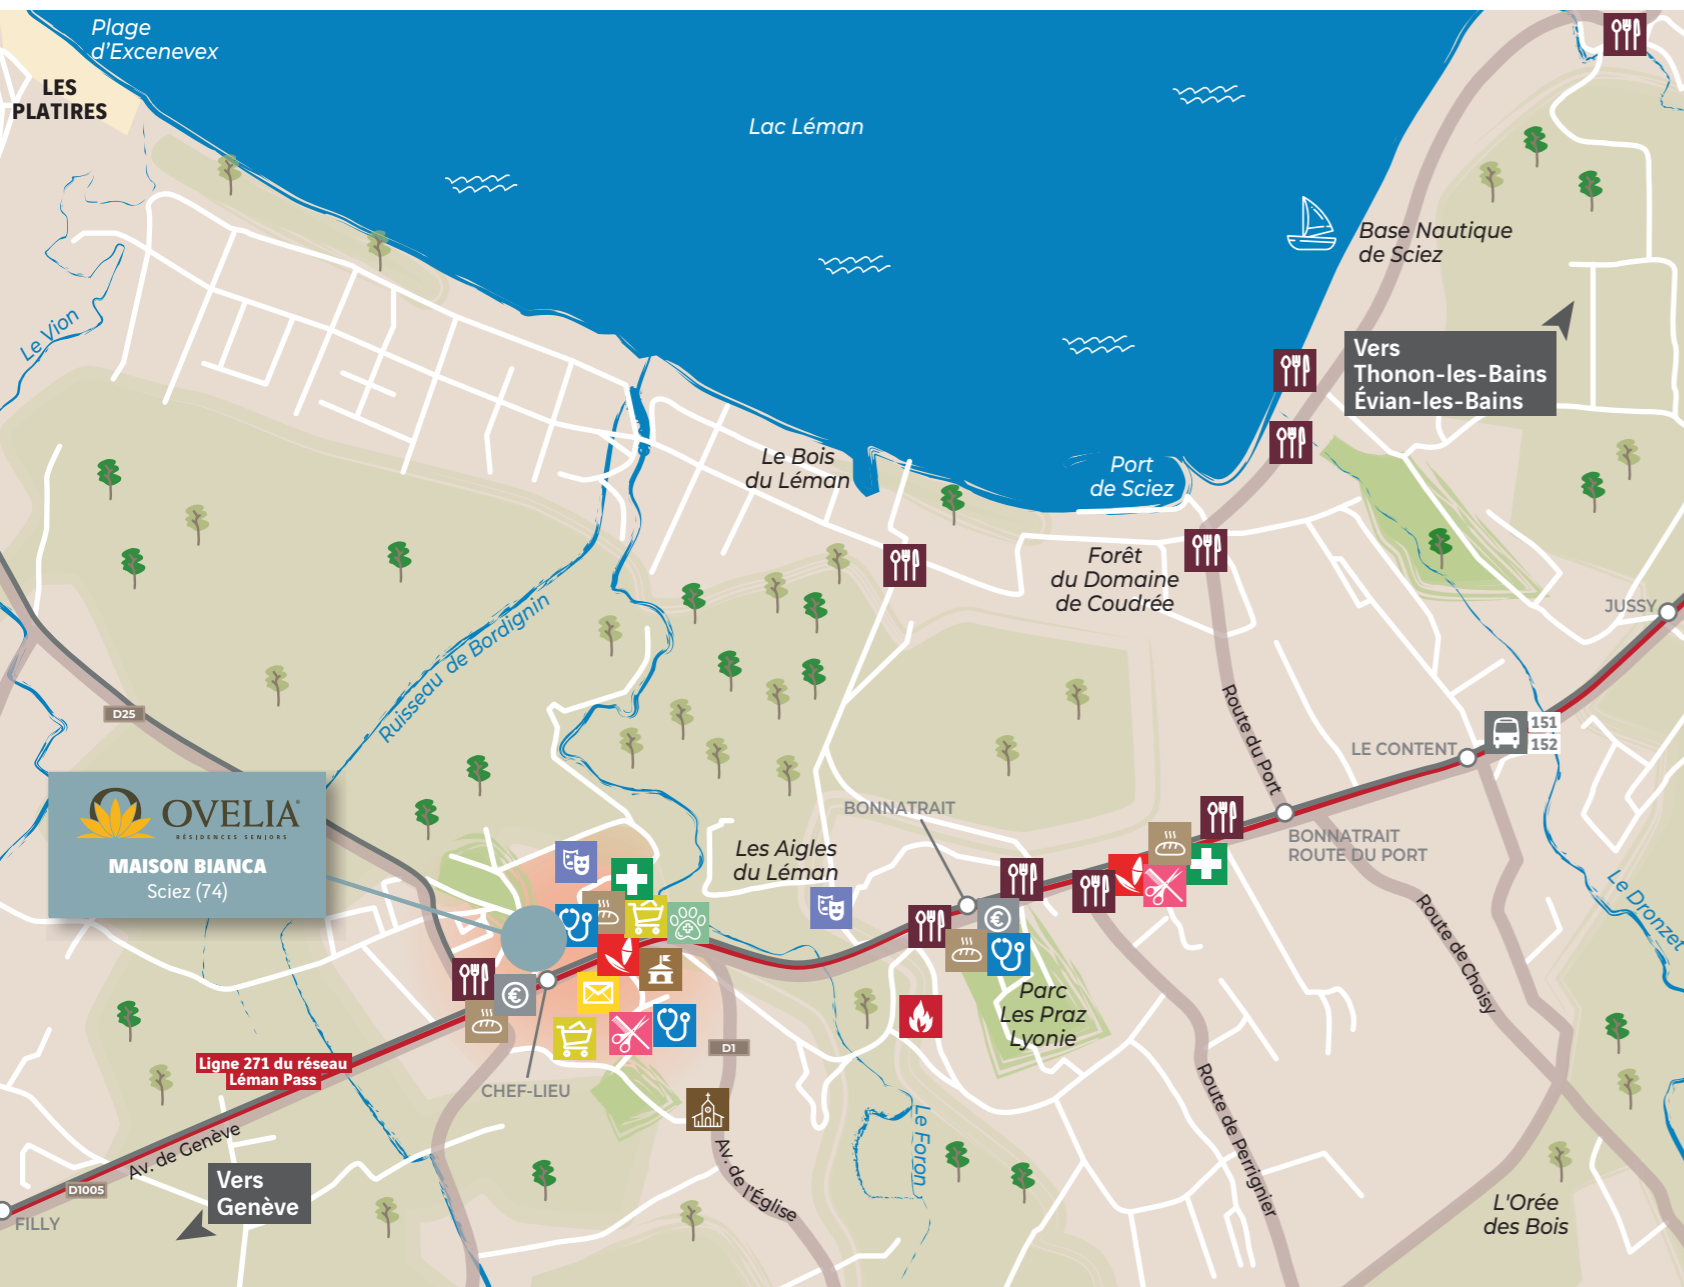 Plage
d'Excenevex
LES
PLATIRES
Lac Léman
Base Nautique
de Sciez
Le Vion
Vers
Thonon-les-Bains
Évian-les-Bains
Le Bois
du Léman
Port
de Sciez
Forêt
du Domaine
de Coudrée
JUSSY
Ruisseau de Bordignin
D25
Route du Port
151
152
LE CONTENT
OVELIA
RÉSIDENCES SENIORS
MAISON BIANCA
Sciez (74)
BONNATRAIT
BONNATRAIT
ROUTE DU PORT
Les Aigles
du Léman
Le Dronzet
Route de Choisy
€
€
Parc
Les Praz
Lyonie
D1
Ligne 271 du réseau
Léman Pass
CHEF-LIEU
Av. de Genève
Le Foron
Route de Perrignier
Av. de l'Église
D1005
Vers
Genève
FILLY
L'Orée
des Bois